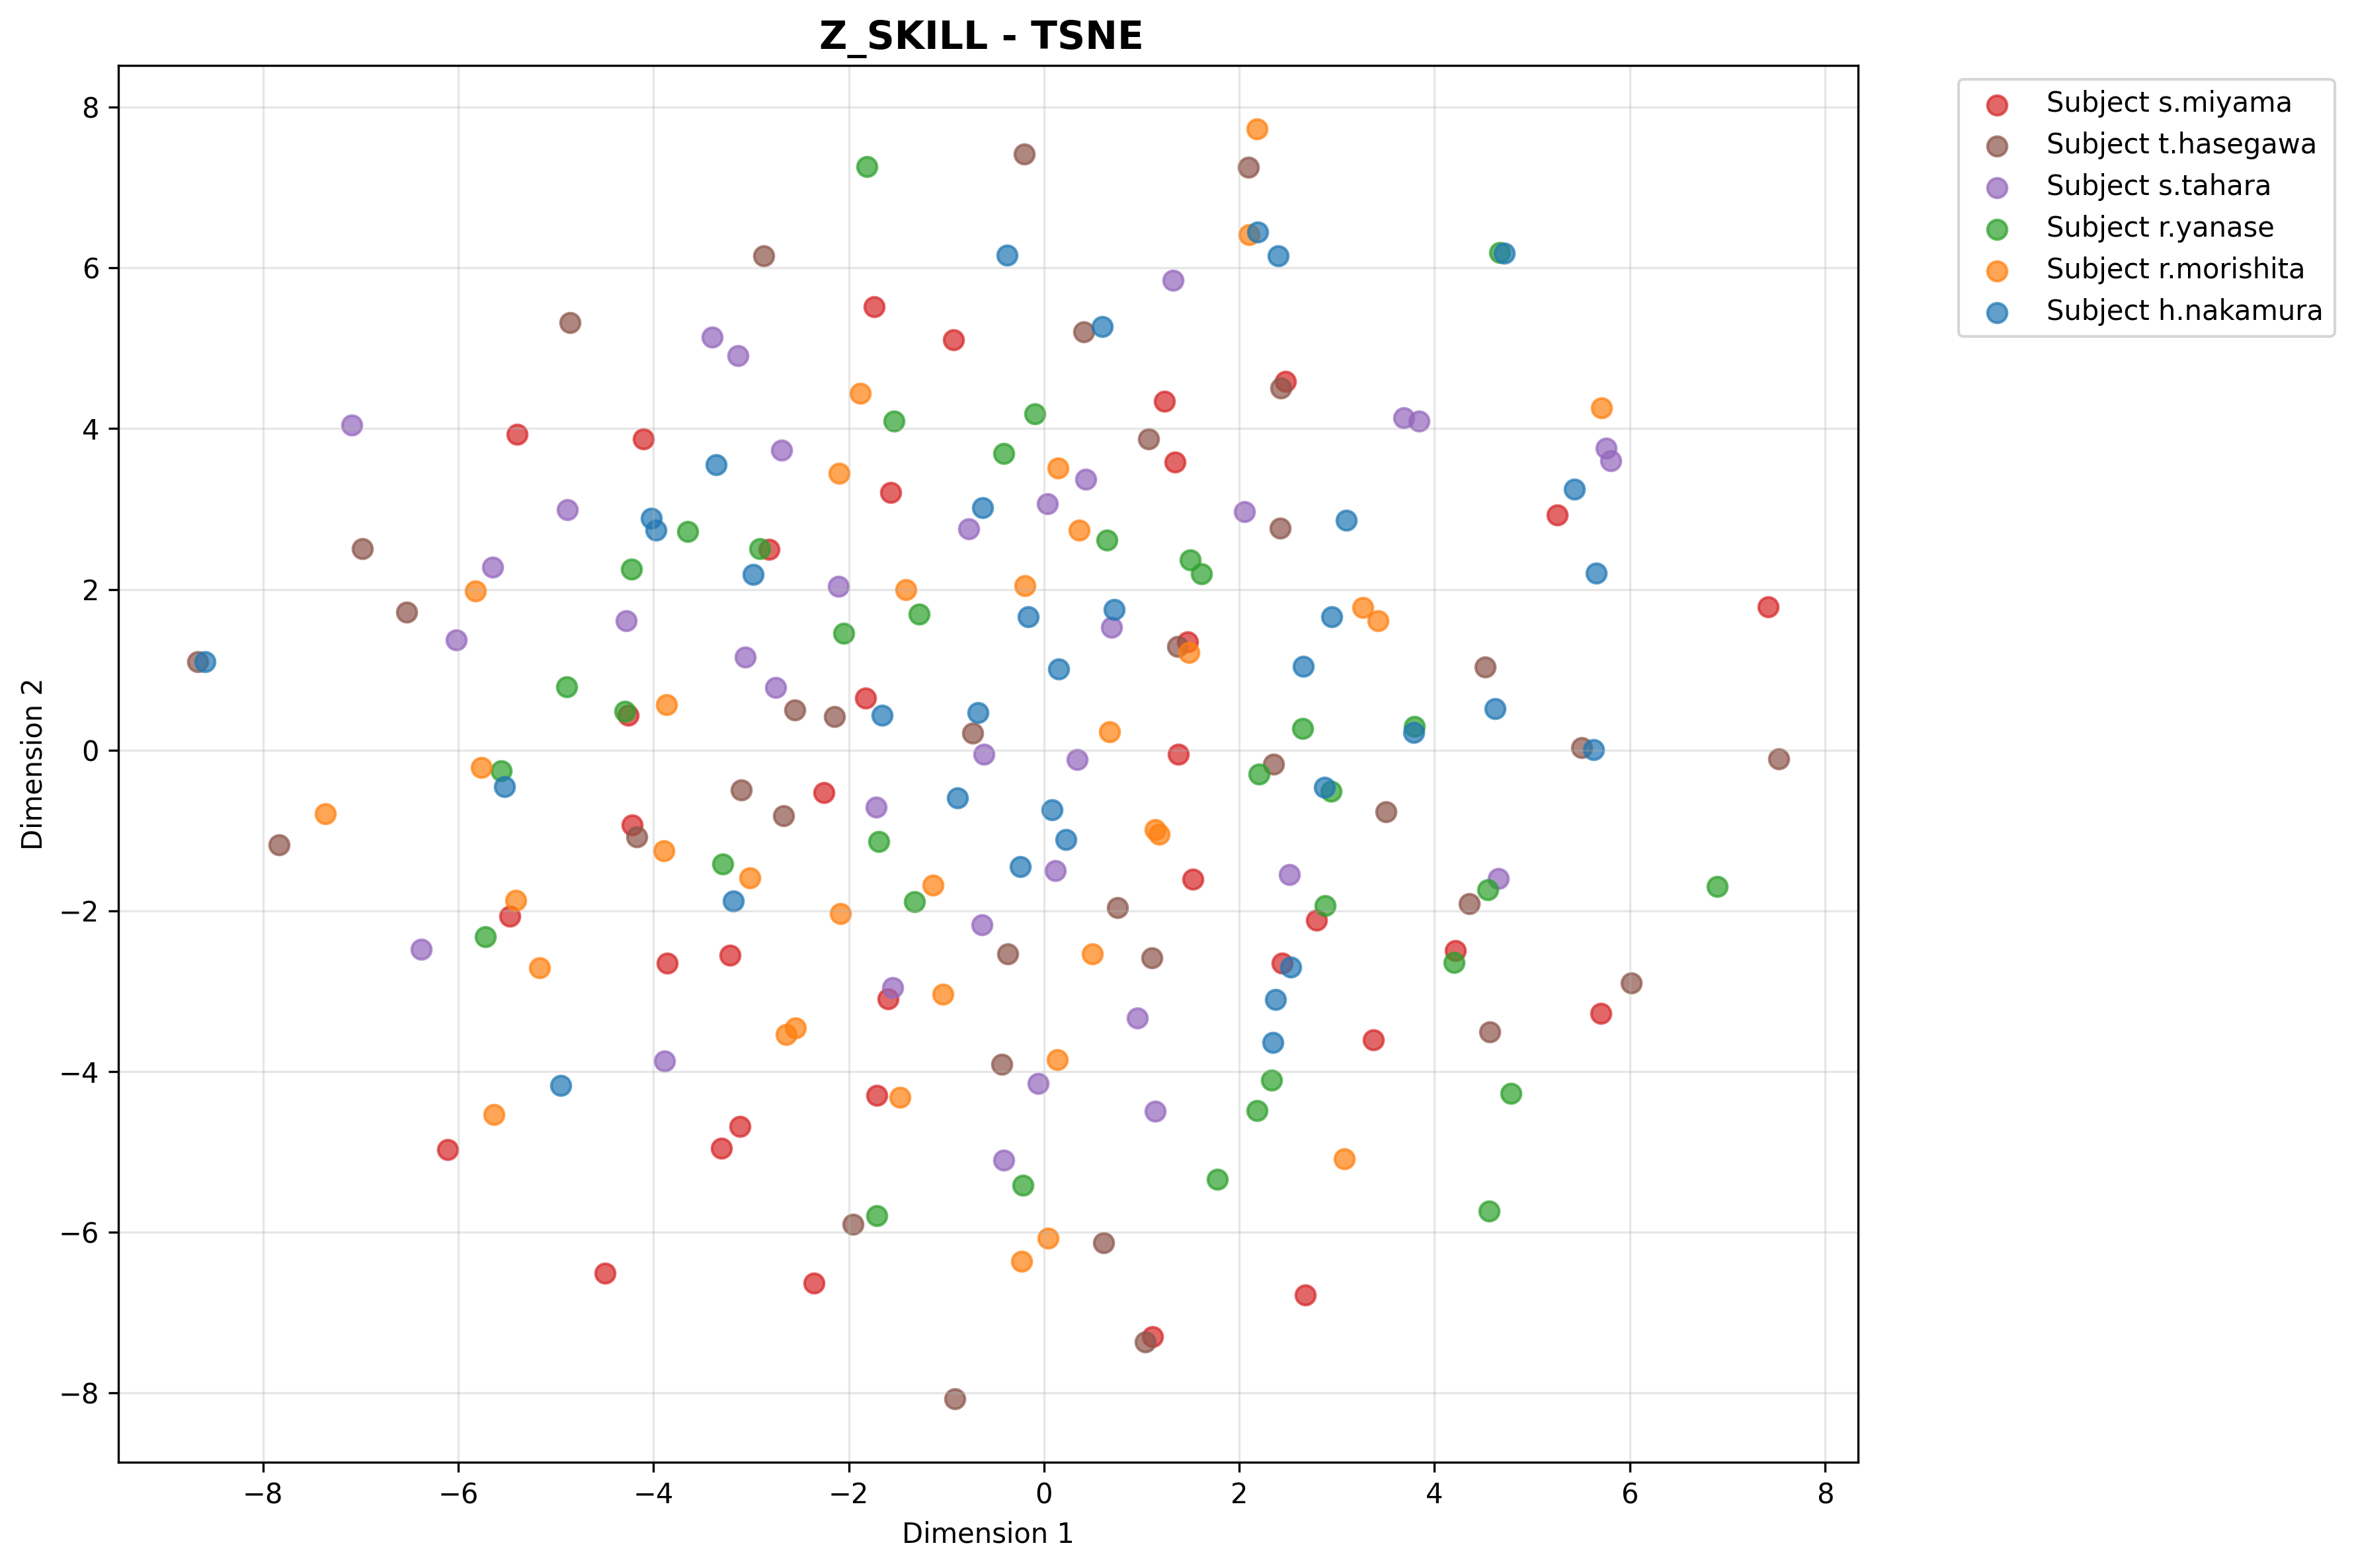 Z_SKILL - TSNE
8
6
4
2
0
−2
−4
−6
−8
Dimension 2
−8 −6 −4 −2 0 2 4 6 8
Dimension 1
Subject s.miyama
Subject t.hasegawa
Subject s.tahara
Subject r.yanase
Subject r.morishita
Subject h.nakamura